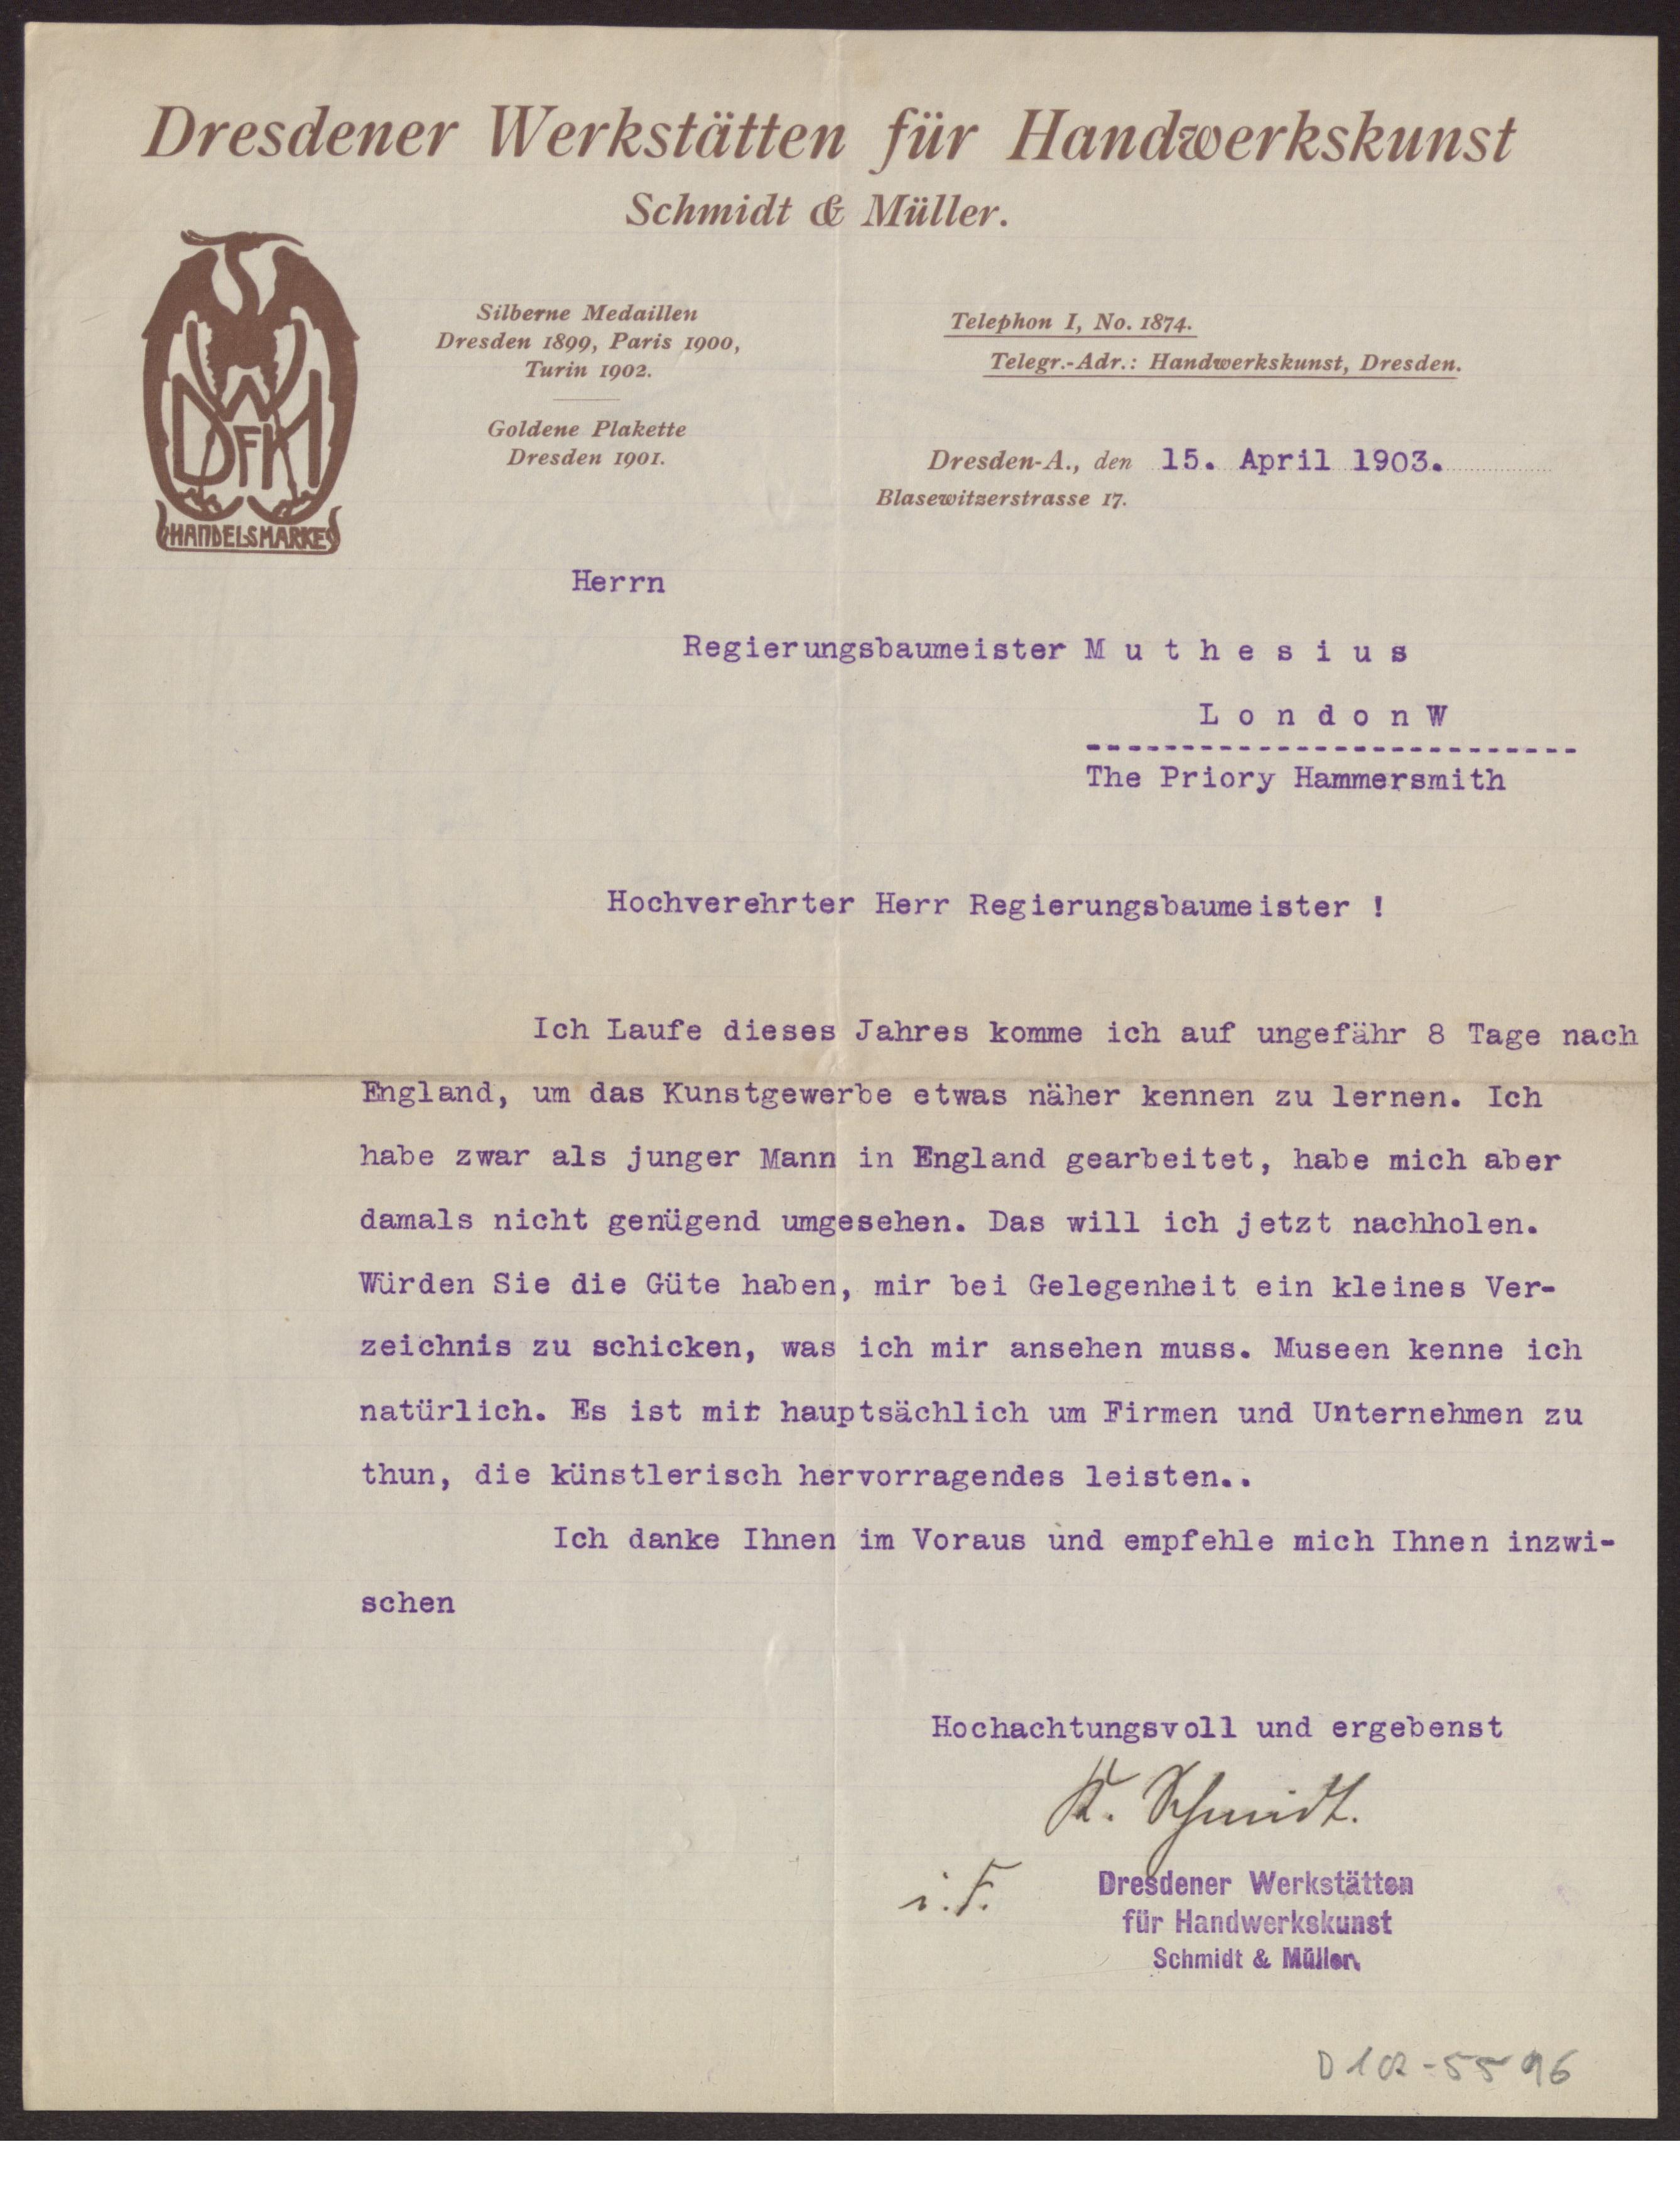 Dresdener Werkstätten für Handwerkskunst
Schmidt & Müller.
DWFHK
HANDELSMARKE
Silberne Medaillen
Dresden 1899, Paris 1900,
Turin 1902.
Goldene Plakette
Dresden 1901.
Telephon I, No. 1874.
Telegr.-Adr.: Handwerkskunst, Dresden.
Dresden-A., den 15. April 1903.
Blasewitzerstrasse 17.
Herrn
Regierungsbaumeister M u t h e s i u s
L o n d o n W
---------------------------
The Priory Hammersmith
Hochverehrter Herr Regierungsbaumeister !
Ich Laufe dieses Jahres komme ich auf ungefähr 8 Tage nach
England, um das Kunstgewerbe etwas näher kennen zu lernen. Ich
habe zwar als junger Mann in England gearbeitet, habe mich aber
damals nicht genügend umgesehen. Das will ich jetzt nachholen.
Würden Sie die Güte haben, mir bei Gelegenheit ein kleines Ver-
zeichnis zu schicken, was ich mir ansehen muss. Museen kenne ich
natürlich. Es ist mir hauptsächlich um Firmen und Unternehmen zu
thun, die künstlerisch hervorragendes leisten..
Ich danke Ihnen im Voraus und empfehle mich Ihnen inzwi-
schen
Hochachtungsvoll und ergebenst
K. Schmidt.
i. F.
Dresdener Werkstätten
für Handwerkskunst
Schmidt & Müller.
D 102-5596